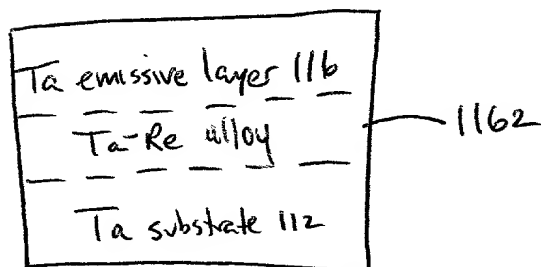 Ta emissive layer 116
Ta-Re alloy
1162
Ta substrate 112